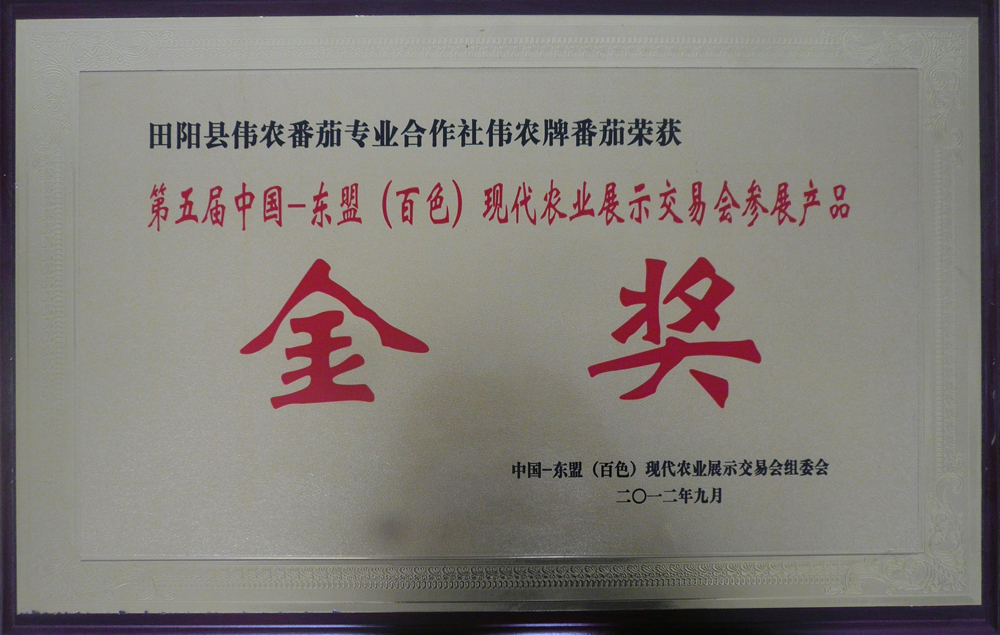 田阳县伟农番茄专业合作社伟农牌番茄荣获
第五届中国-东盟（百色）现代农业展示交易会参展产品
金奖
中国-东盟（百色）现代农业展示交易会组委会
二〇一二年九月